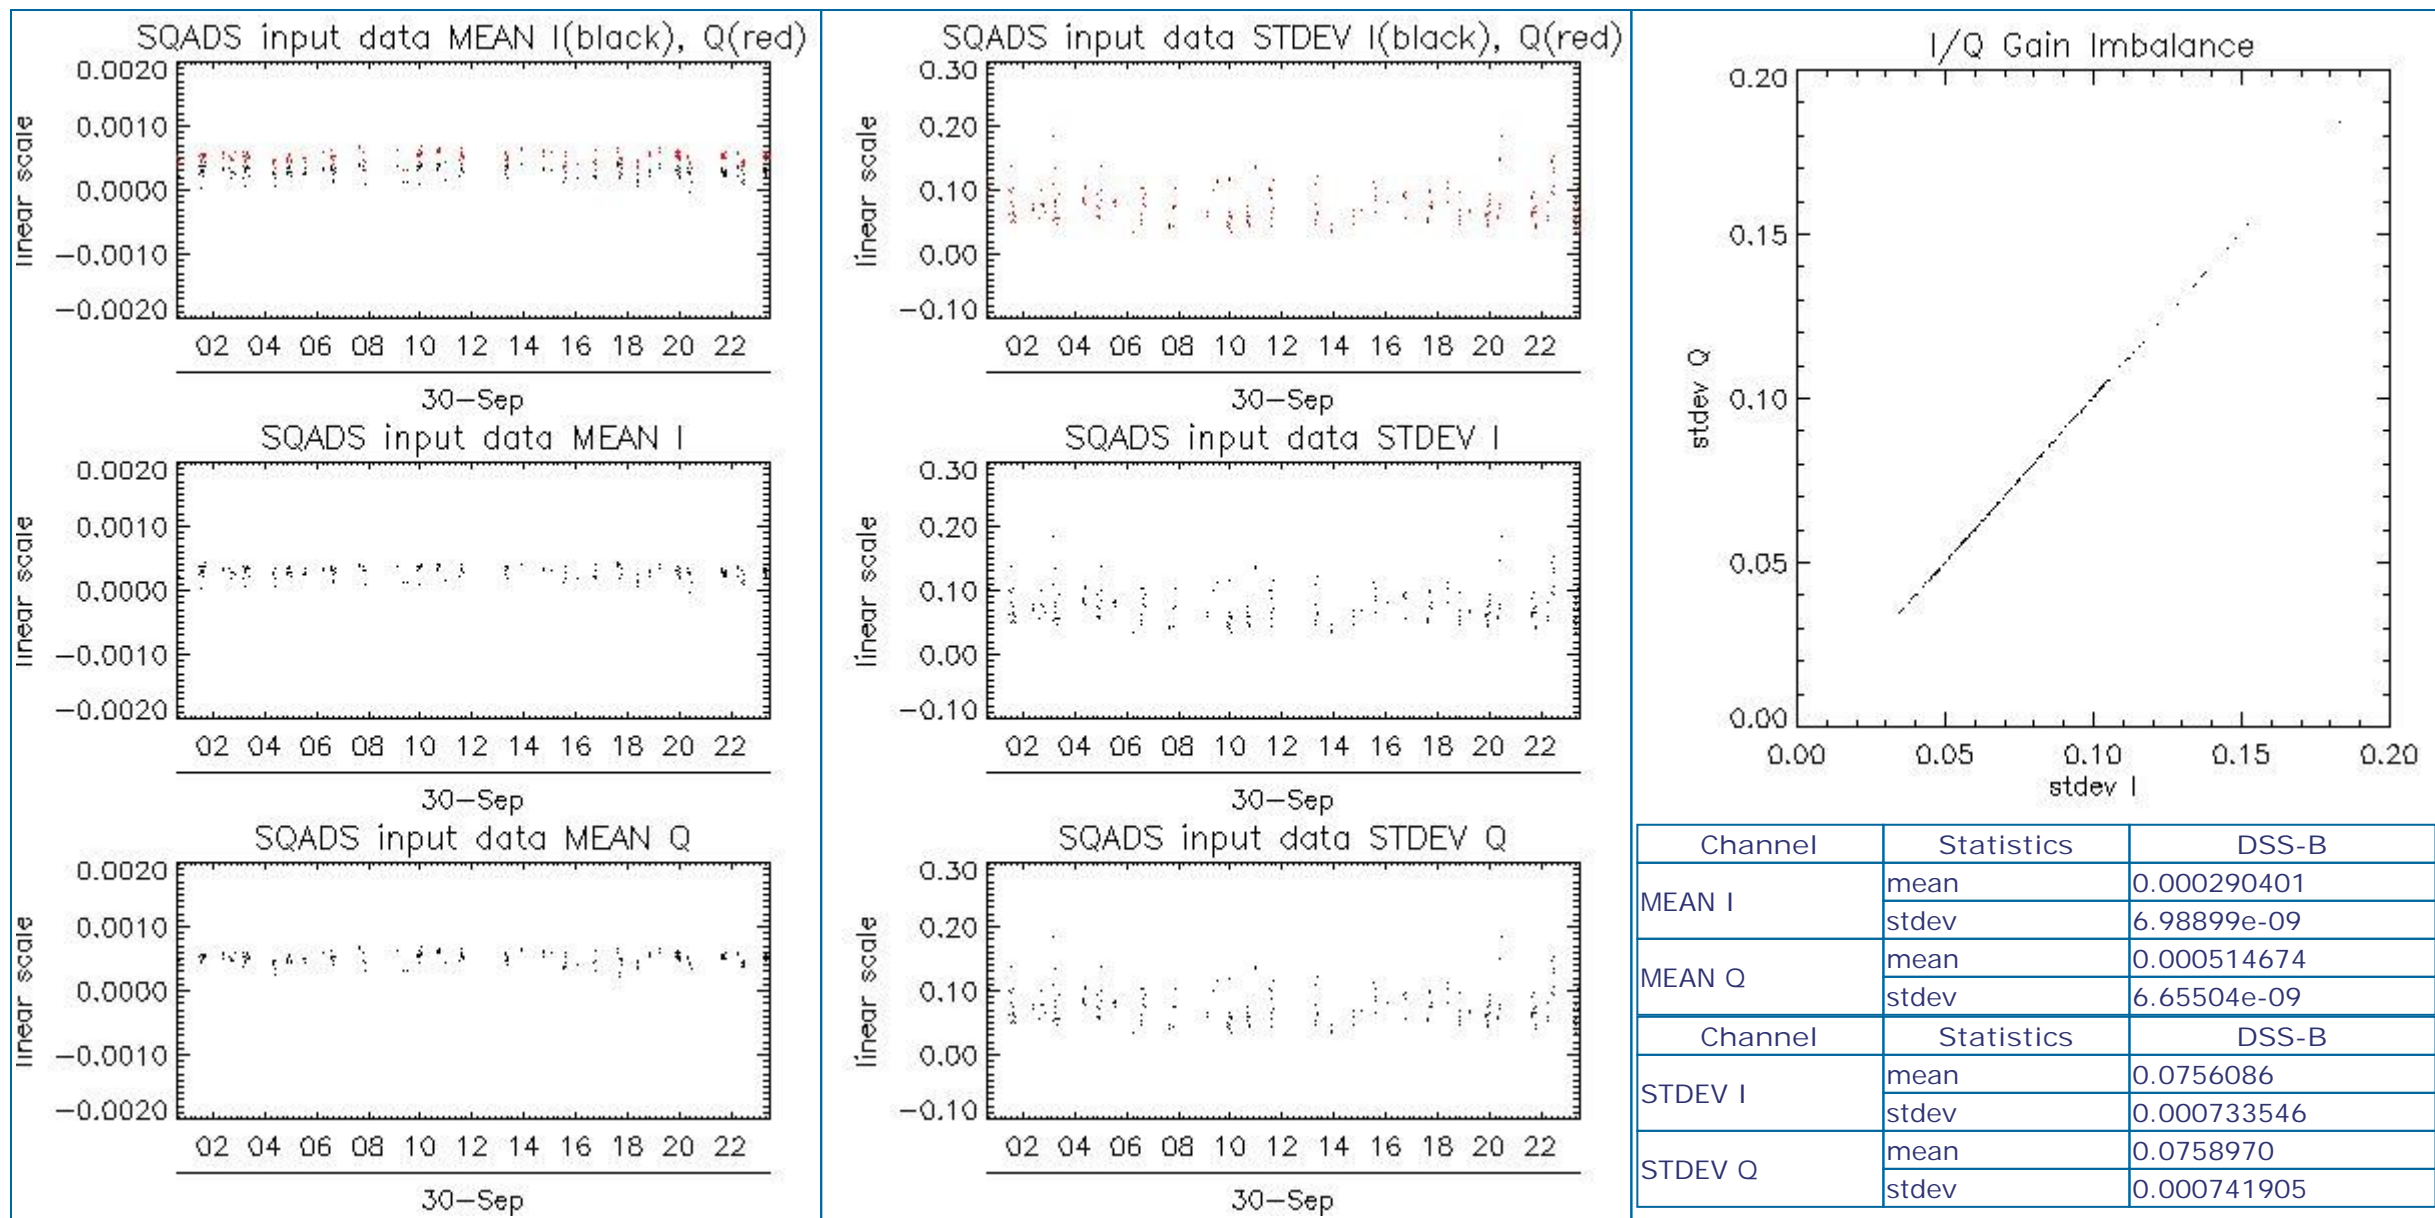 SQADS input data MEAN I(black), Q(red)
linear scale
0.0020
0.0010
0.0000
-0.0010
-0.0020
02 04 06 08 10 12 14 16 18 20 22
30-Sep
SQADS input data MEAN I
linear scale
0.0020
0.0010
0.0000
-0.0010
-0.0020
02 04 06 08 10 12 14 16 18 20 22
30-Sep
SQADS input data MEAN Q
linear scale
0.0020
0.0010
0.0000
-0.0010
-0.0020
02 04 06 08 10 12 14 16 18 20 22
30-Sep
SQADS input data STDEV I(black), Q(red)
linear scale
0.30
0.20
0.10
0.00
-0.10
02 04 06 08 10 12 14 16 18 20 22
30-Sep
SQADS input data STDEV I
linear scale
0.30
0.20
0.10
0.00
-0.10
02 04 06 08 10 12 14 16 18 20 22
30-Sep
SQADS input data STDEV Q
linear scale
0.30
0.20
0.10
0.00
-0.10
02 04 06 08 10 12 14 16 18 20 22
30-Sep
I/Q Gain Imbalance
stdev Q
0.20
0.15
0.10
0.05
0.00
0.00 0.05 0.10 0.15 0.20
stdev I
Channel Statistics DSS-B
MEAN I mean 0.000290401
stdev 6.98899e-09
MEAN Q mean 0.000514674
stdev 6.65504e-09
Channel Statistics DSS-B
STDEV I mean 0.0756086
stdev 0.000733546
STDEV Q mean 0.0758970
stdev 0.000741905